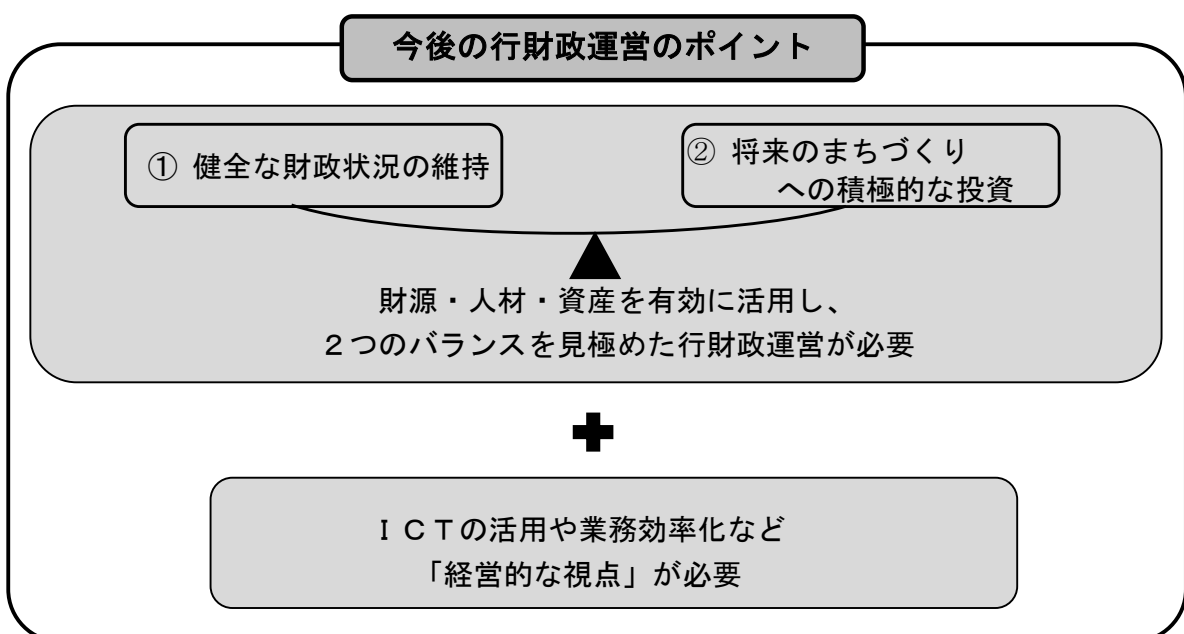 今後の行財政運営のポイント
① 健全な財政状況の維持
② 将来のまちづくり
への積極的な投資
財源・人材・資産を有効に活用し、
２つのバランスを見極めた行財政運営が必要
ＩＣＴの活用や業務効率化など
「経営的な視点」が必要